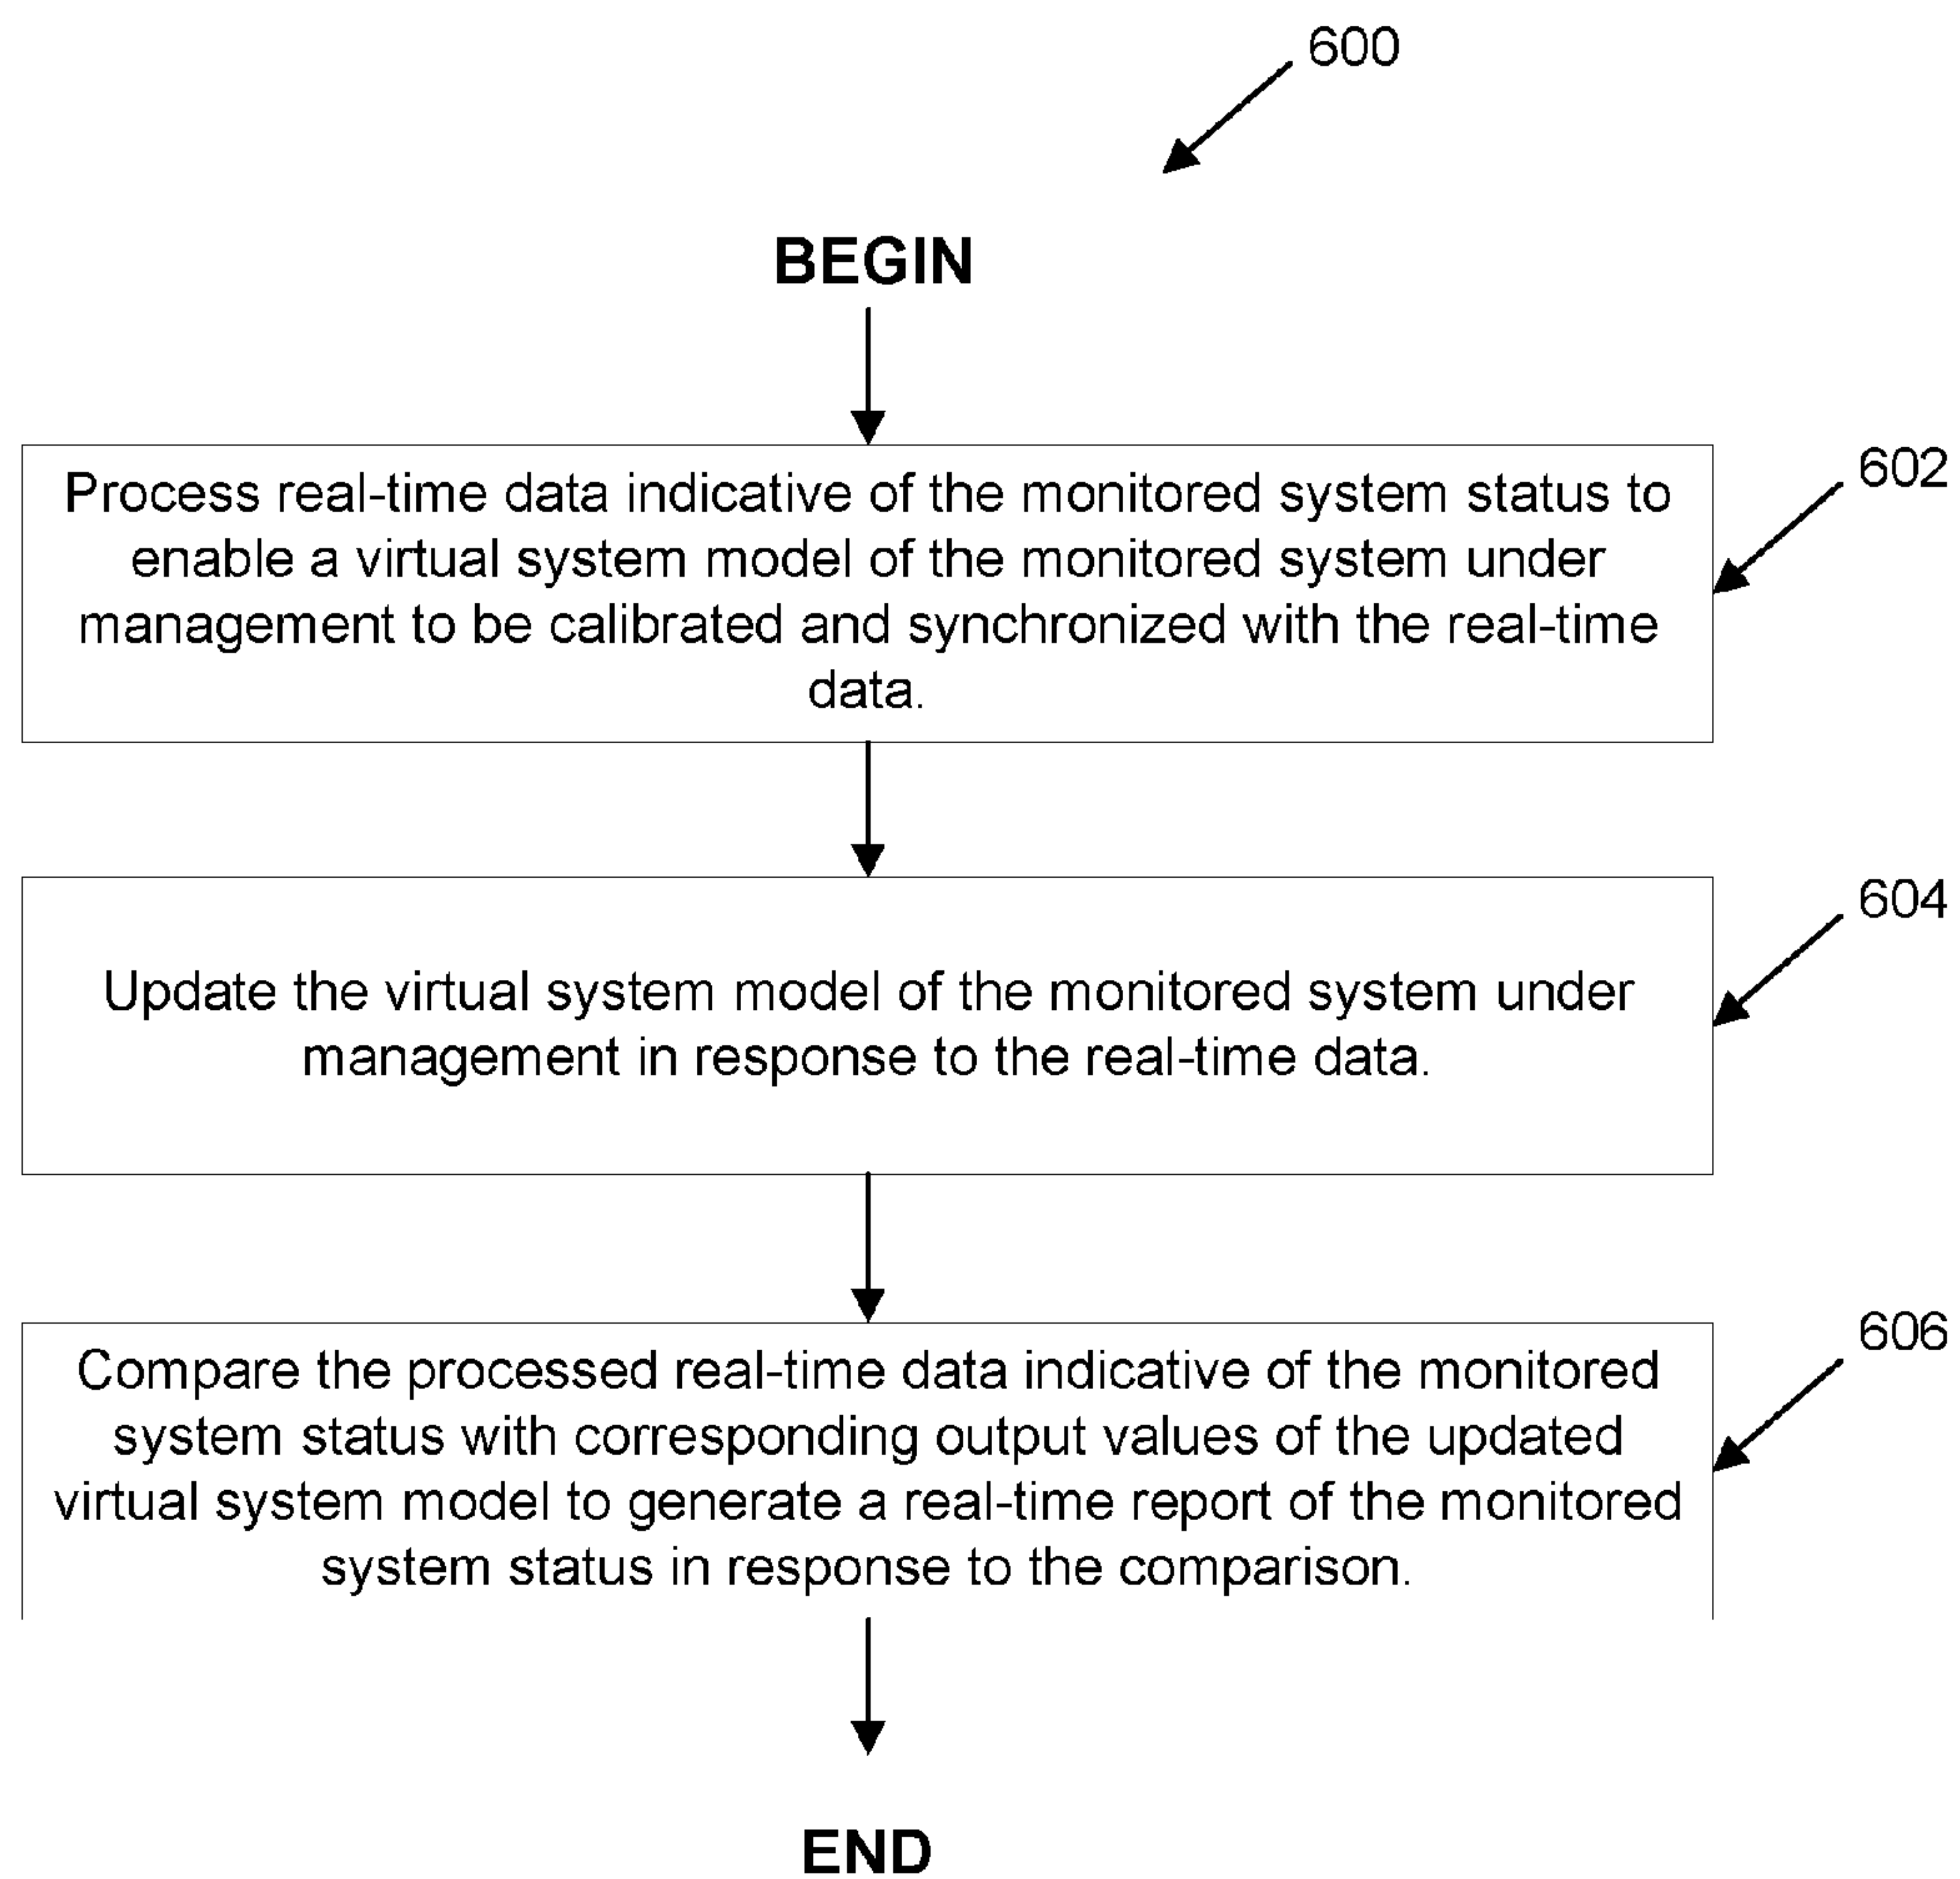 600
BEGIN
602
Process real-time data indicative of the monitored system status to
enable a virtual system model of the monitored system under
management to be calibrated and synchronized with the real-time
data.
604
Update the virtual system model of the monitored system under
management in response to the real-time data.
606
Compare the processed real-time data indicative of the monitored
system status with corresponding output values of the updated
virtual system model to generate a real-time report of the monitored
system status in response to the comparison.
END